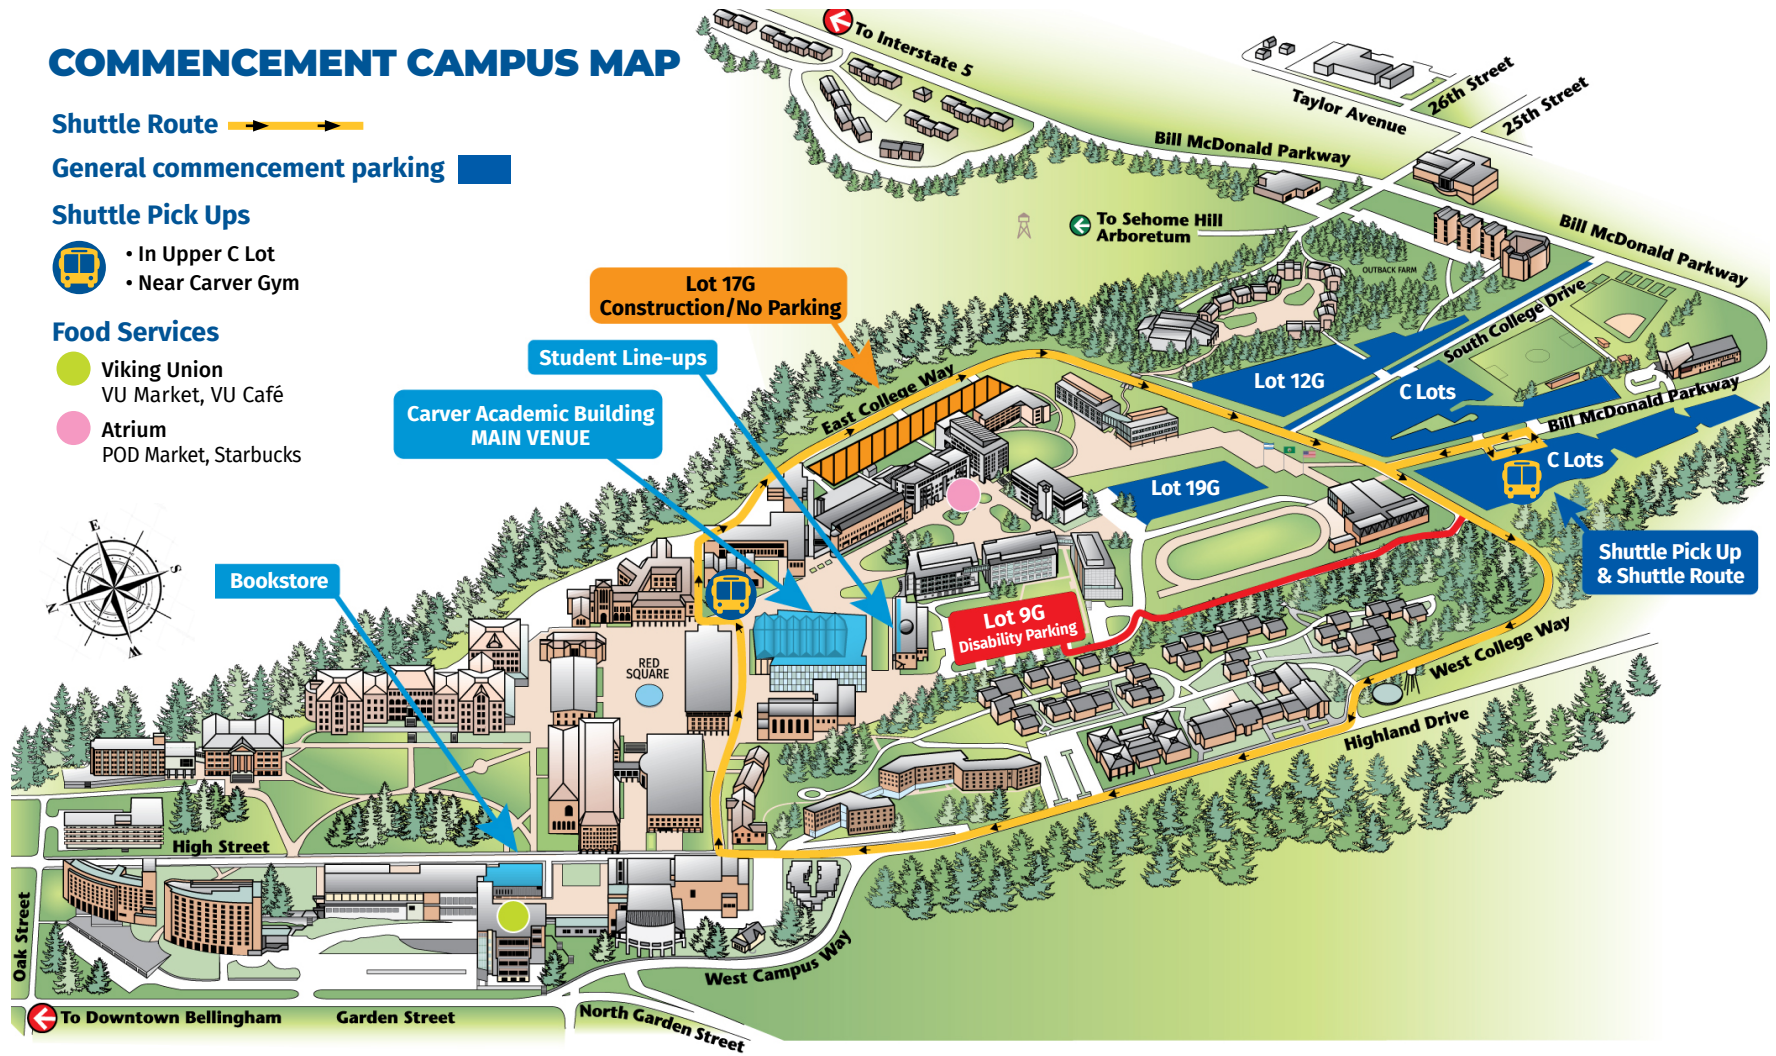 COMMENCEMENT CAMPUS MAP
Shuttle Route
General commencement parking
Shuttle Pick Ups
• In Upper C Lot
• Near Carver Gym
Food Services
Viking Union
VU Market, VU Café
Atrium
POD Market, Starbucks
E
S
N
W
To Interstate 5
Taylor Avenue
26th Street
25th Street
Bill McDonald Parkway
To Sehome Hill
Arboretum
Bill McDonald Parkway
OUTBACK FARM
South College Drive
Lot 17G
Construction/No Parking
Student Line-ups
Carver Academic Building
MAIN VENUE
East College Way
Lot 12G
C Lots
Bill McDonald Parkway
C Lots
Lot 19G
Shuttle Pick Up
& Shuttle Route
Bookstore
Lot 9G
Disability Parking
RED
SQUARE
West College Way
Highland Drive
High Street
Oak Street
West Campus Way
To Downtown Bellingham
Garden Street
North Garden Street